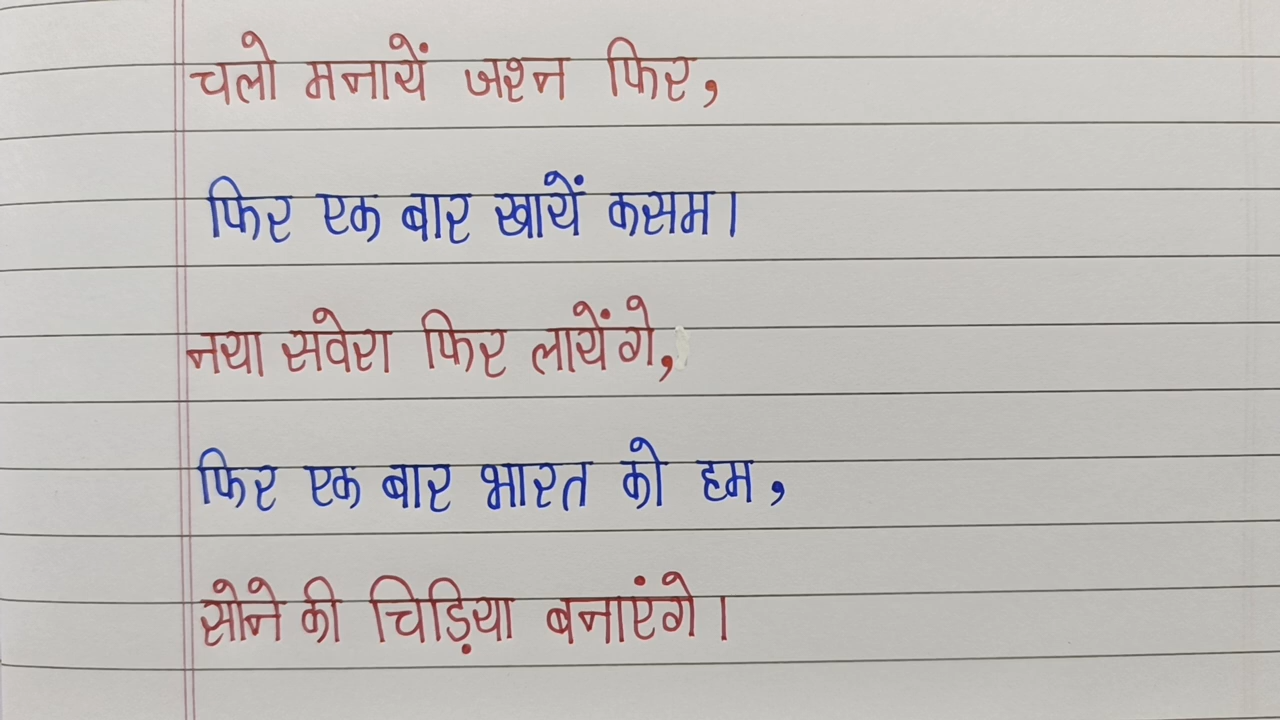 चलो मनायें जश्न फिर,
फिर एक बार खायें कसम।
नया सवेरा फिर लायेंगे,
फिर एक बार भारत को हम,
सोने की चिड़िया बनाएंगे।